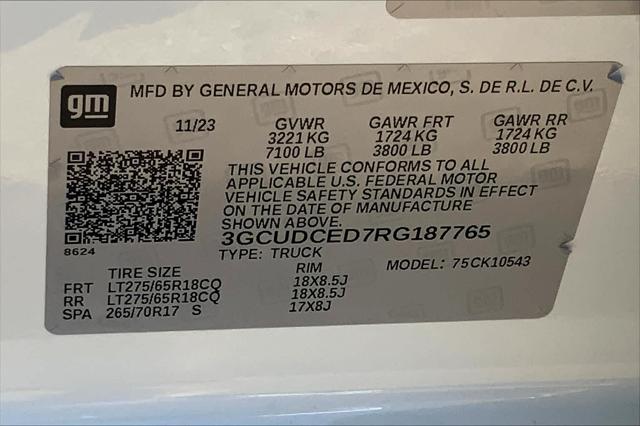 gm MFD BY GENERAL MOTORS DE MEXICO, S. DE R.L. DE C.V.
11/23 GVWR GAWR FRT GAWR RR
3221 KG 1724 KG 1724 KG
7100 LB 3800 LB 3800 LB
THIS VEHICLE CONFORMS TO ALL
APPLICABLE U.S. FEDERAL MOTOR
VEHICLE SAFETY STANDARDS IN EFFECT
ON THE DATE OF MANUFACTURE
SHOWN ABOVE.
3GCUDCED7RG187765
8624 TYPE: TRUCK MODEL: 75CK10543
TIRE SIZE RIM
FRT LT275/65R18CQ 18X8.5J
RR LT275/65R18CQ 18X8.5J
SPA 265/70R17 S 17X8J